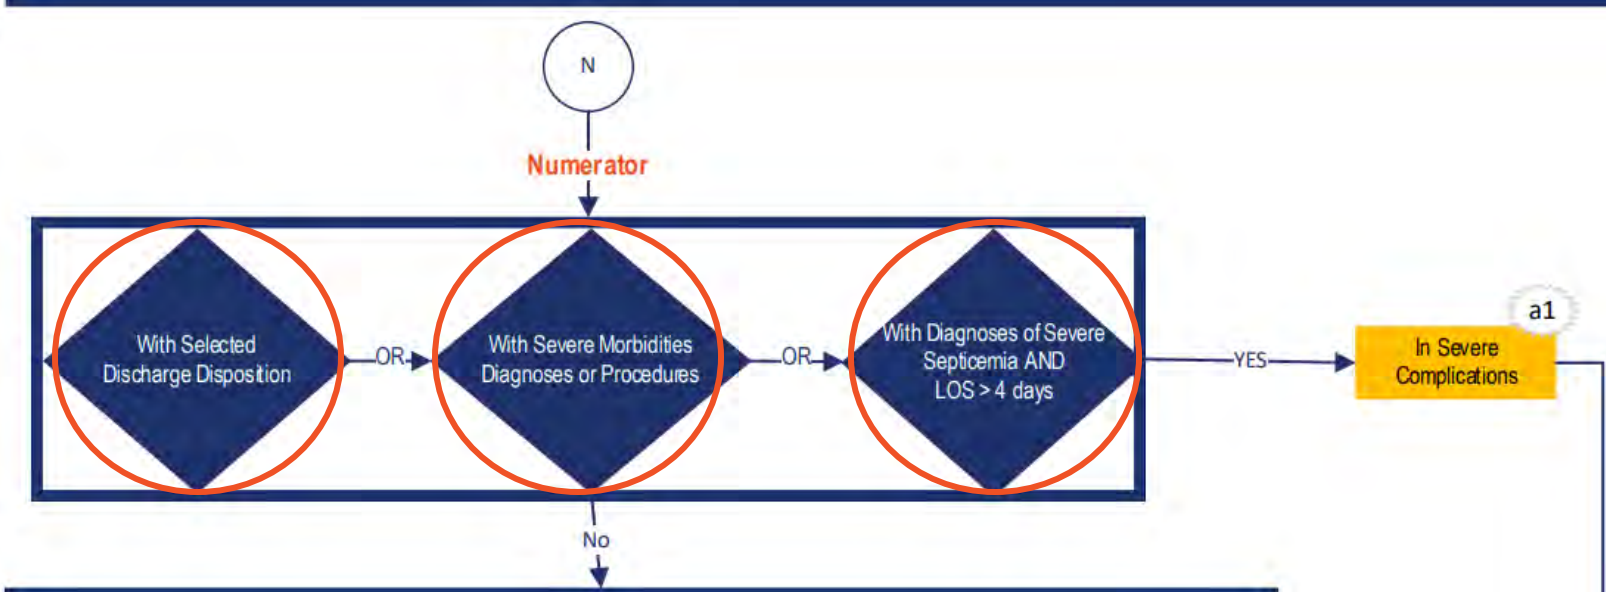 N
Numerator
With Selected
Discharge Disposition
OR
With Severe Morbidities
Diagnoses or Procedures
OR
With Diagnoses of Severe
Septicemia AND
LOS > 4 days
YES
a1
In Severe
Complications
No